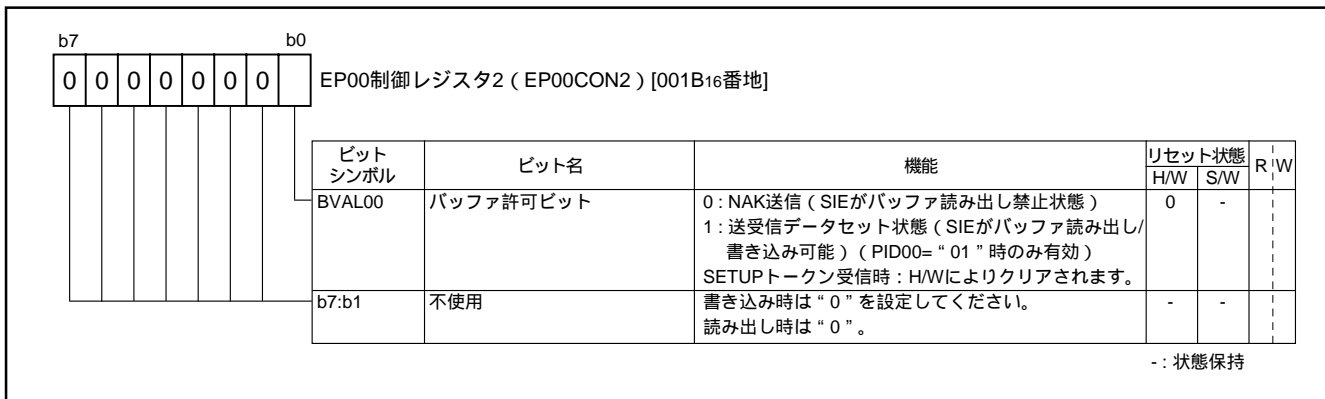 b7 b0
0 0 0 0 0 0 0 EP00制御レジスタ2（EP00CON2）[001B16番地]
ビットシンボル ビット名 機能 リセット状態 H/W S/W R W
BVAL00 バッファ許可ビット 0 : NAK送信（SIEがバッファ読み出し禁止状態） 0 -
1 : 送受信データセット状態（SIEがバッファ読み出し/
書き込み可能）（PID00= “ 01 ” 時のみ有効）
SETUPトークン受信時 : H/Wによりクリアされます。
b7:b1 不使用 書き込み時は “ 0 ” を設定してください。 - -
読み出し時は “ 0 ” 。
- : 状態保持